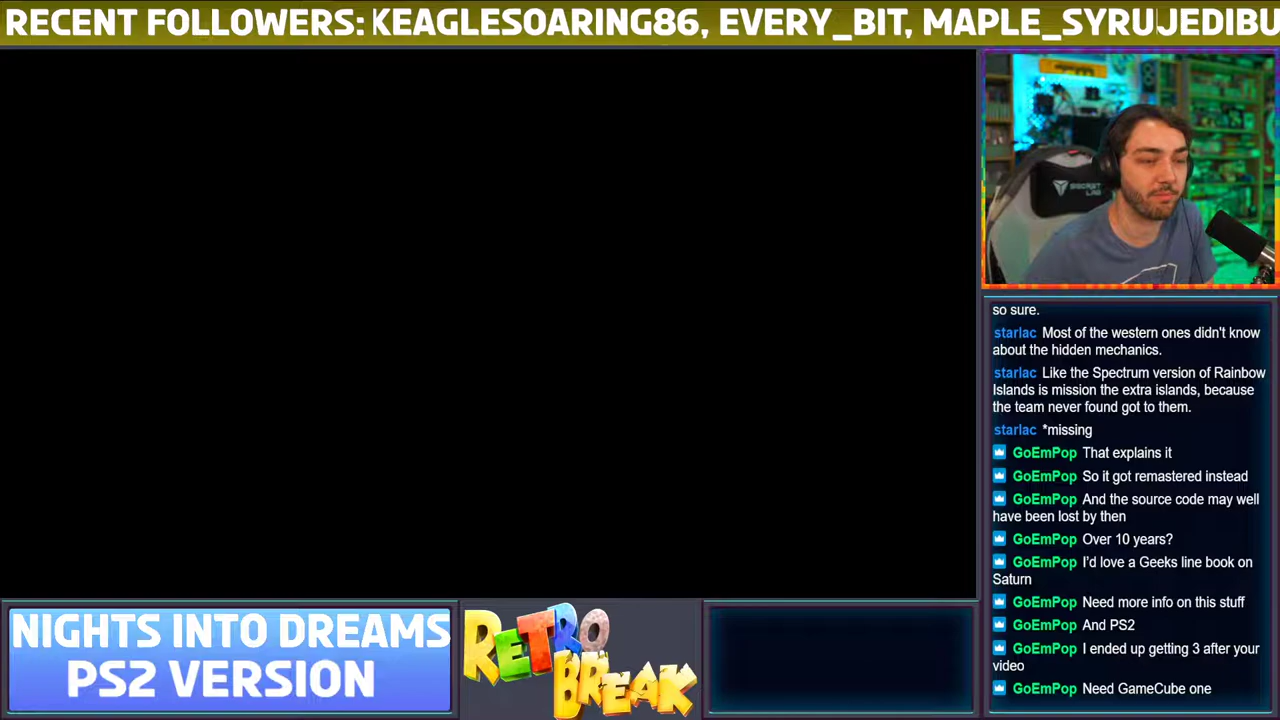 RECENT FOLLOWERS: KEAGLESOARING86, EVERY_BIT, MAPLE_SYRUJEDIBU
SECRET LAB
so sure.
starlac Most of the western ones didn't know
about the hidden mechanics.
starlac Like the Spectrum version of Rainbow
Islands is mission the extra islands, because
the team never found got to them.
starlac *missing
GoEmPop That explains it
GoEmPop So it got remastered instead
GoEmPop And the source code may well
have been lost by then
GoEmPop Over 10 years?
GoEmPop I'd love a Geeks line book on
Saturn
GoEmPop Need more info on this stuff
GoEmPop And PS2
GoEmPop I ended up getting 3 after your
video
GoEmPop Need GameCube one
NIGHTS INTO DREAMS
PS2 VERSION
RETRO
BREAK